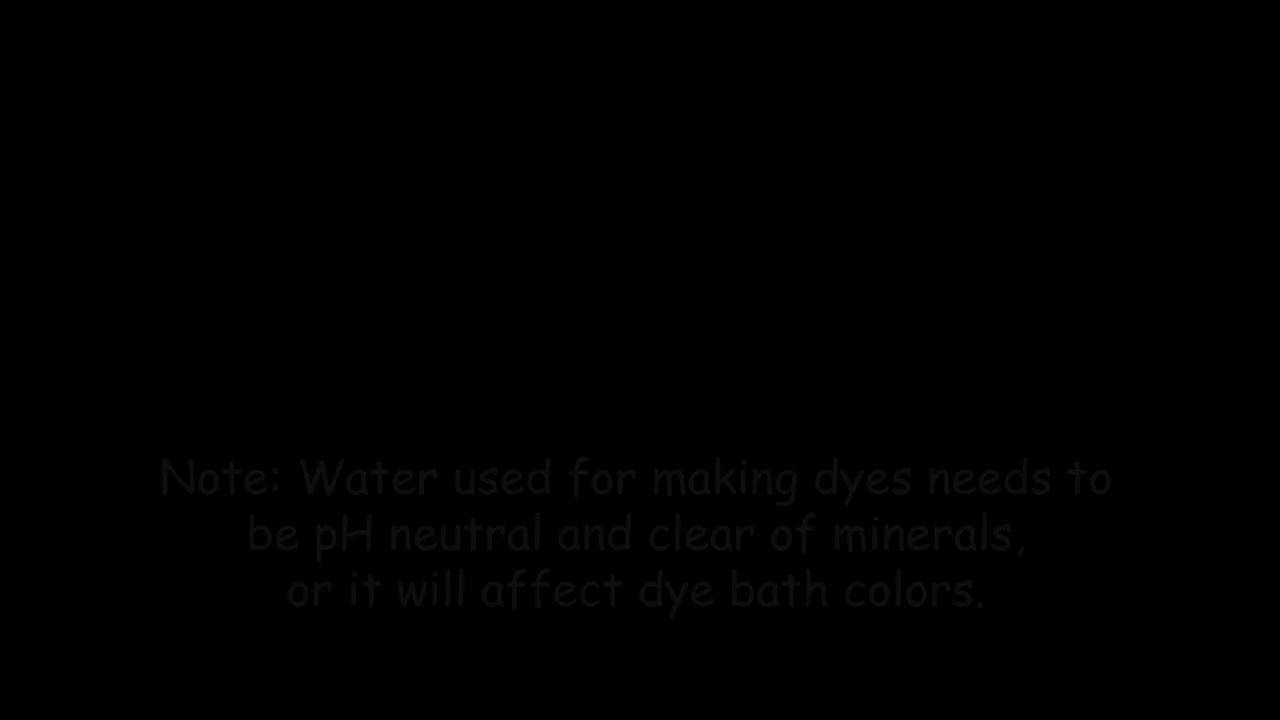 Note: Water used for making dyes needs to
be pH neutral and clear of minerals,
or it will affect dye bath colors.